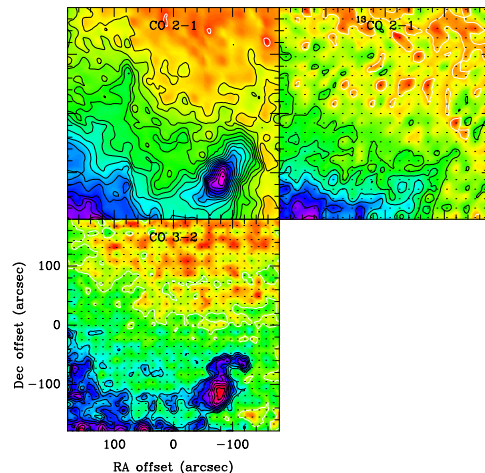 CO 2-1
¹³CO 2-1
CO 3-2
100
0
-100
Dec offset (arcsec)
100 0 -100
RA offset (arcsec)